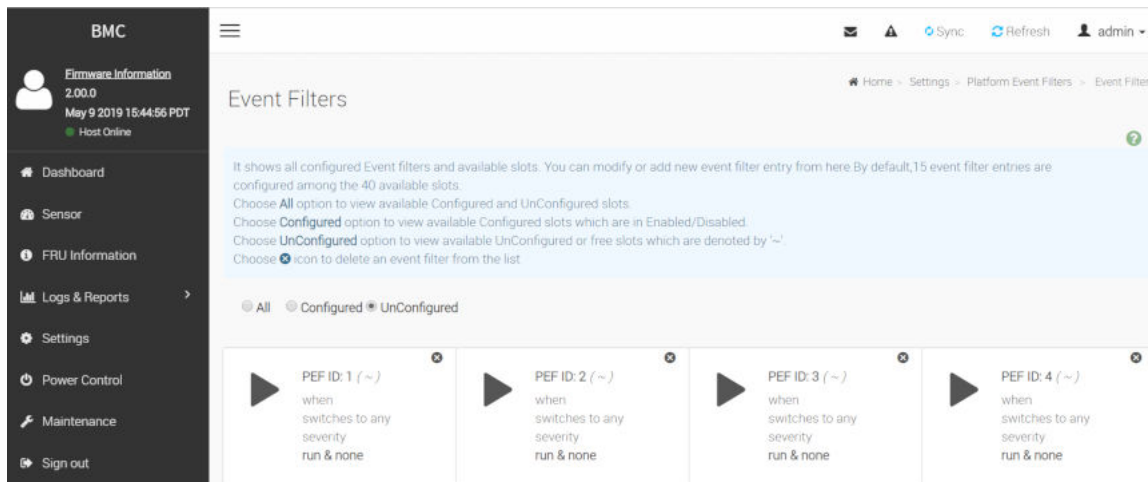 BMC
Sync
Refresh
admin
Firmware Information
2.00.0
May 9 2019 15:44:56 PDT
Host Online
Home > Settings > Platform Event Filters > Event Filter
Event Filters
Dashboard
Sensor
FRU Information
Logs & Reports
Settings
Power Control
Maintenance
Sign out
It shows all configured Event filters and available slots. You can modify or add new event filter entry from here By default,15 event filter entries are
configured among the 40 available slots.
Choose All option to view available Configured and UnConfigured slots.
Choose Configured option to view available Configured slots which are in Enabled/Disabled.
Choose UnConfigured option to view available UnConfigured or free slots which are denoted by '~'.
Choose icon to delete an event filter from the list
All Configured UnConfigured
PEF ID: 1 ( ~ )
when
switches to any
severity
run & none
PEF ID: 2 ( ~ )
when
switches to any
severity
run & none
PEF ID: 3 ( ~ )
when
switches to any
severity
run & none
PEF ID: 4 ( ~ )
when
switches to any
severity
run & none